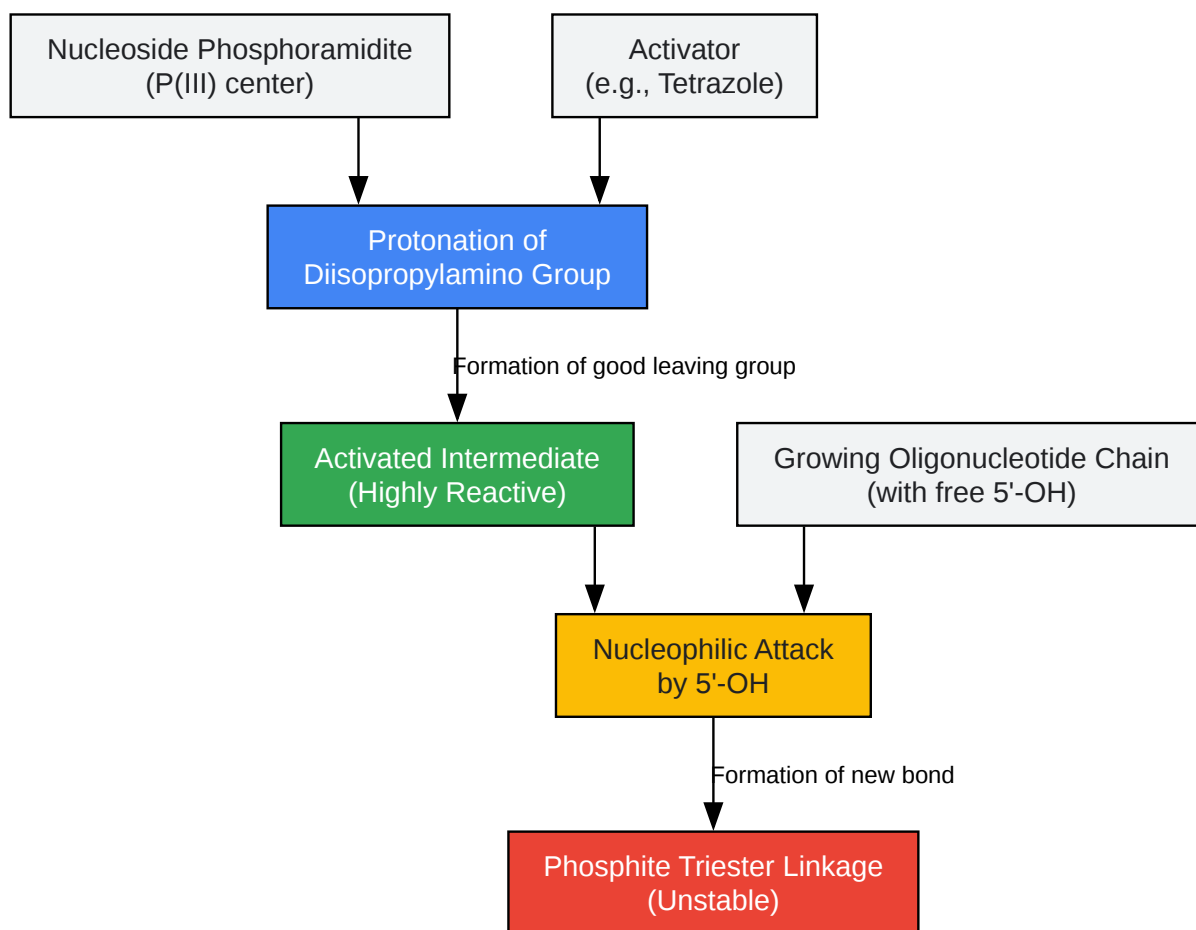 Nucleoside Phosphoramidite
(P(III) center)
Activator
(e.g., Tetrazole)
Protonation of
Diisopropylamino Group
Formation of good leaving group
Activated Intermediate
(Highly Reactive)
Growing Oligonucleotide Chain
(with free 5'-OH)
Nucleophilic Attack
by 5'-OH
Formation of new bond
Phosphite Triester Linkage
(Unstable)